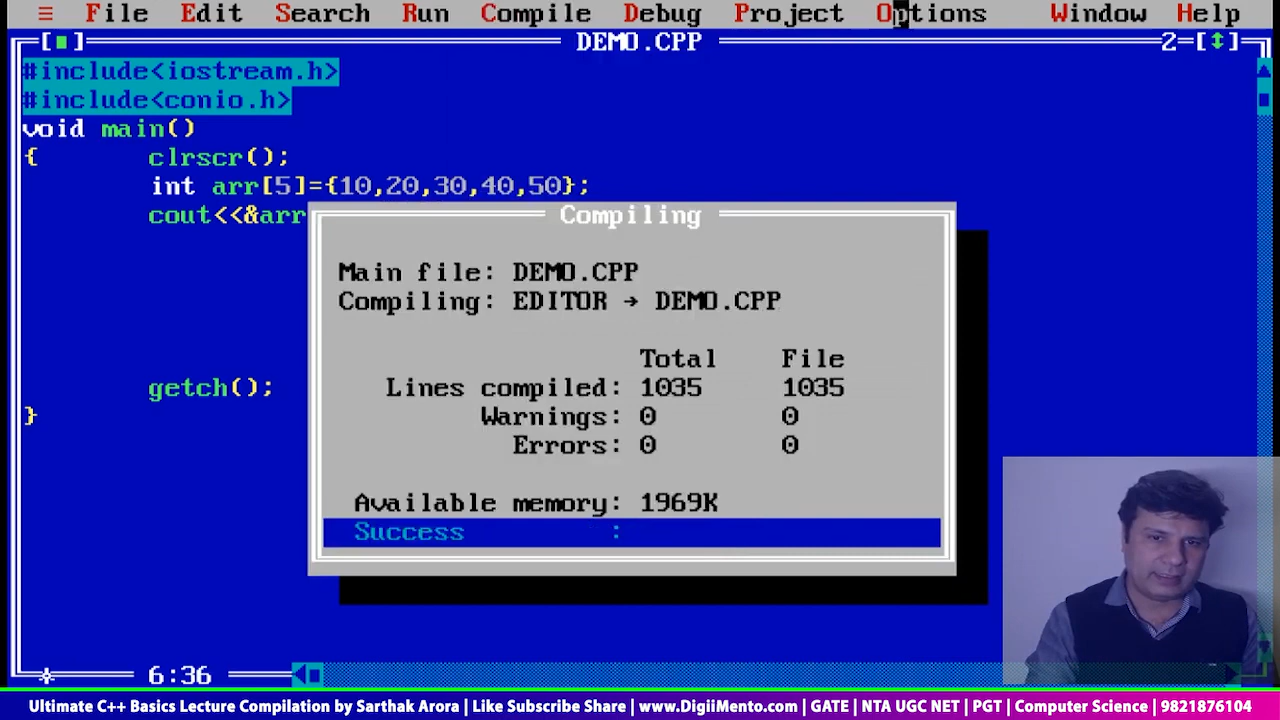 ≡ File Edit Search Run Compile Debug Project Options Window Help
[■] DEMO.CPP 2=[↕]
#include<iostream.h>
#include<conio.h>
void main()
{ clrscr();
int arr[5]={10,20,30,40,50};
cout<<&arr
Compiling
Main file: DEMO.CPP
Compiling: EDITOR → DEMO.CPP
Total File
Lines compiled: 1035 1035
Warnings: 0 0
Errors: 0 0
Available memory: 1969K
Success :
getch();
}
6:36
Ultimate C++ Basics Lecture Compilation by Sarthak Arora | Like Subscribe Share | www.DigiiMento.com | GATE | NTA UGC NET | PGT | Computer Science | 9821876104